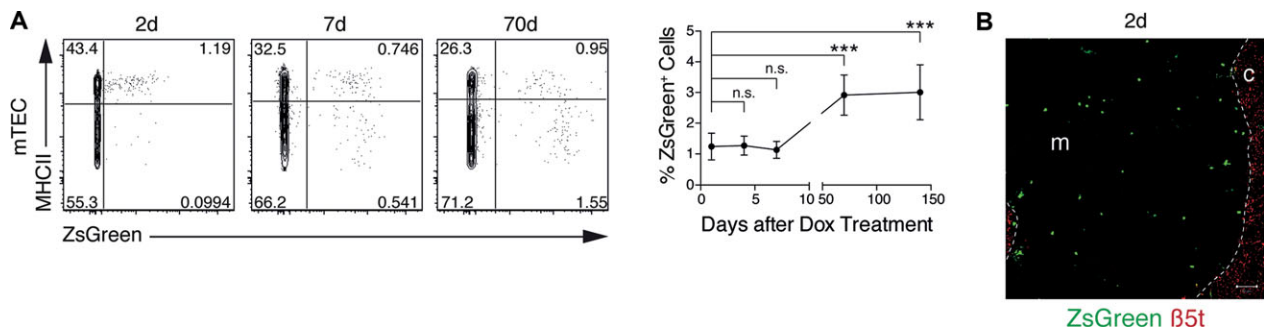 A
2d
7d
70d
43.4 1.19
55.3 0.0994
32.5 0.746
66.2 0.541
26.3 0.95
71.2 1.55
mTEC
MHCII
ZsGreen
% ZsGreen+ Cells
5
4
3
2
1
0
***
***
n.s.
n.s.
0 5 10 50 100 150
Days after Dox Treatment
B
2d
c
m
ZsGreen ß5t